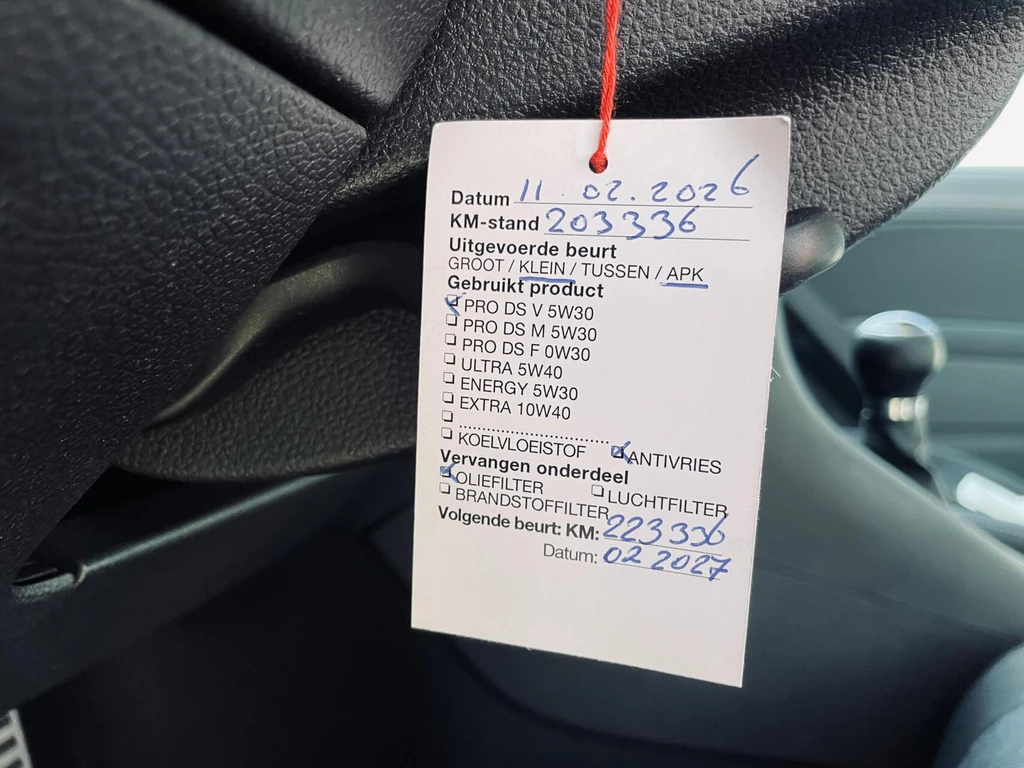 Datum 11.02.2026
KM-stand 203336
Uitgevoerde beurt
GROOT / KLEIN / TUSSEN / APK
Gebruikt product
PRO DS V 5W30
PRO DS M 5W30
PRO DS F 0W30
ULTRA 5W40
ENERGY 5W30
EXTRA 10W40
KOELVLOEISTOF ANTIVRIES
Vervangen onderdeel
OLIEFILTER LUCHTFILTER
BRANDSTOFFILTER
Volgende beurt: KM: 223336
Datum: 02 2027